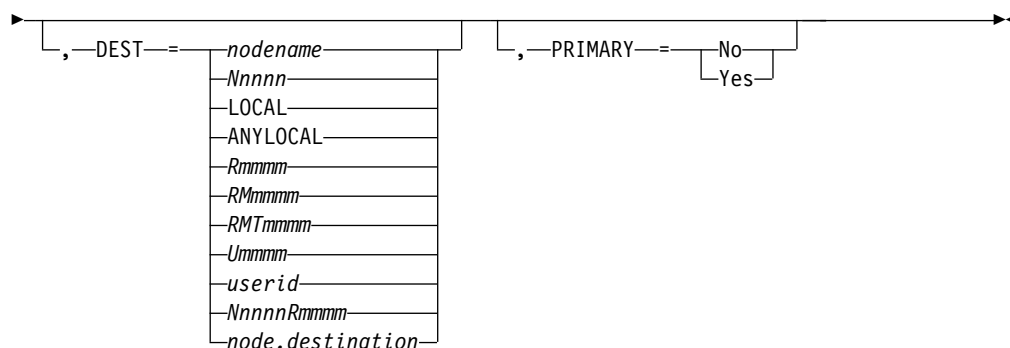 , DEST = nodename , PRIMARY = No
Nnnnn Yes
LOCAL
ANYLOCAL
Rmmmm
RMmmmm
RMTmmmm
Ummmm
userid
NnnnnRmmmm
node.destination